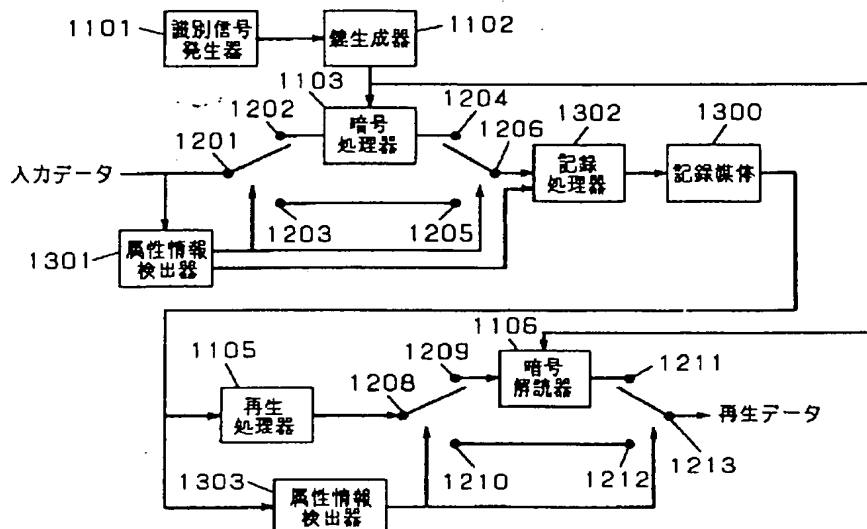 1101
識別信号
発生器
鍵生成器
1102
1103
1202
暗号
処理器
1204
1206
1302
1300
1201
入力データ
記録
処理器
記録媒体
1203
1205
1301
属性情報
検出器
1106
1105
1209
暗号
解読器
1211
1208
再生
処理器
再生データ
1303
属性情報
検出器
1210
1212
1213